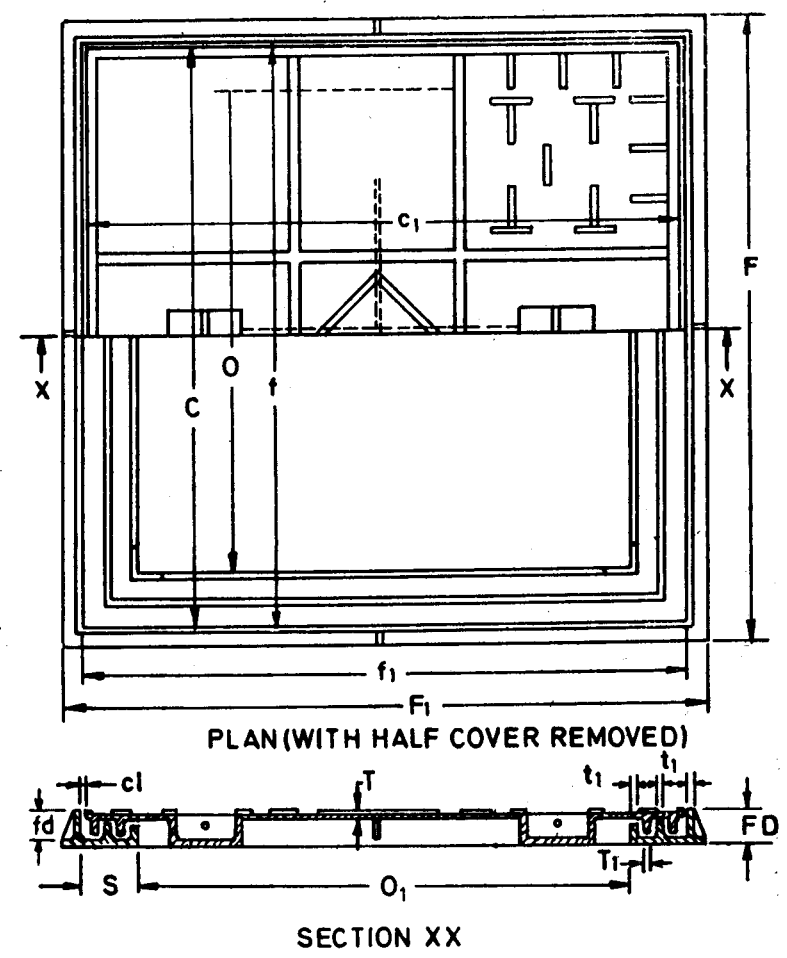 c₁
F
X
O
f
C
X
f₁
F₁
PLAN(WITH HALF COVER REMOVED)
cl
T
t₁
t₁
fd
FD
T₁
S
O₁
SECTION XX